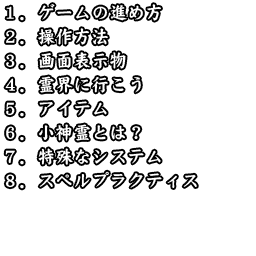 １．ゲームの進め方
２．操作方法
３．画面表示物
４．霊界に行こう
５．アイテム
６．小神霊とは？
７．特殊なシステム
８．スペルプラクティス